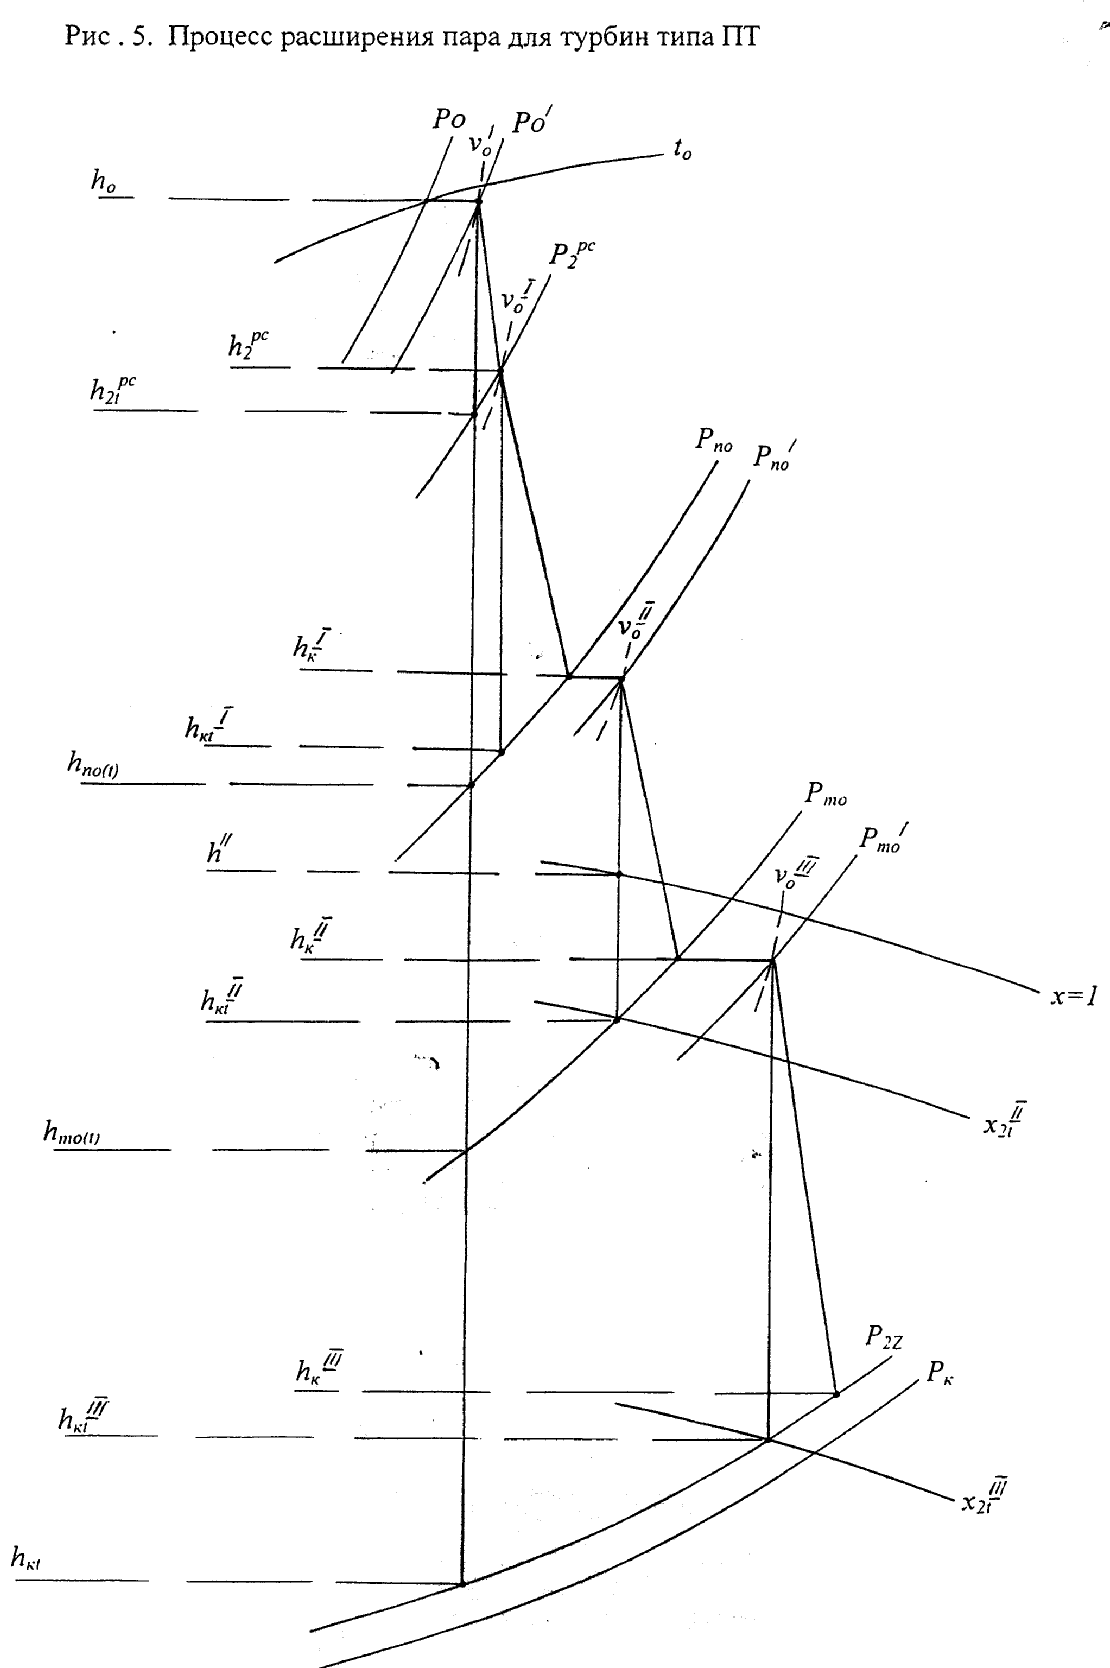 Рис . 5. Процесс расширения пара для турбин типа ПТ
Po
Po'
v₀'
t₀
h₀
P₂ᵖᶜ
v₀ᴵ
h₂ᵖᶜ
h₂ₜᵖᶜ
Pпо
Pпо'
v₀ᴵᴵ
hкᴵ
hкtᴵ
hпо(t)
Pто
Pто'
h''
v₀ᴵᴵᴵ
hкᴵᴵ
x=1
hкtᴵᴵ
x₂ₜᴵᴵ
hто(t)
P₂Z
Pк
hкᴵᴵᴵ
hкtᴵᴵᴵ
x₂ₜᴵᴵᴵ
hкt